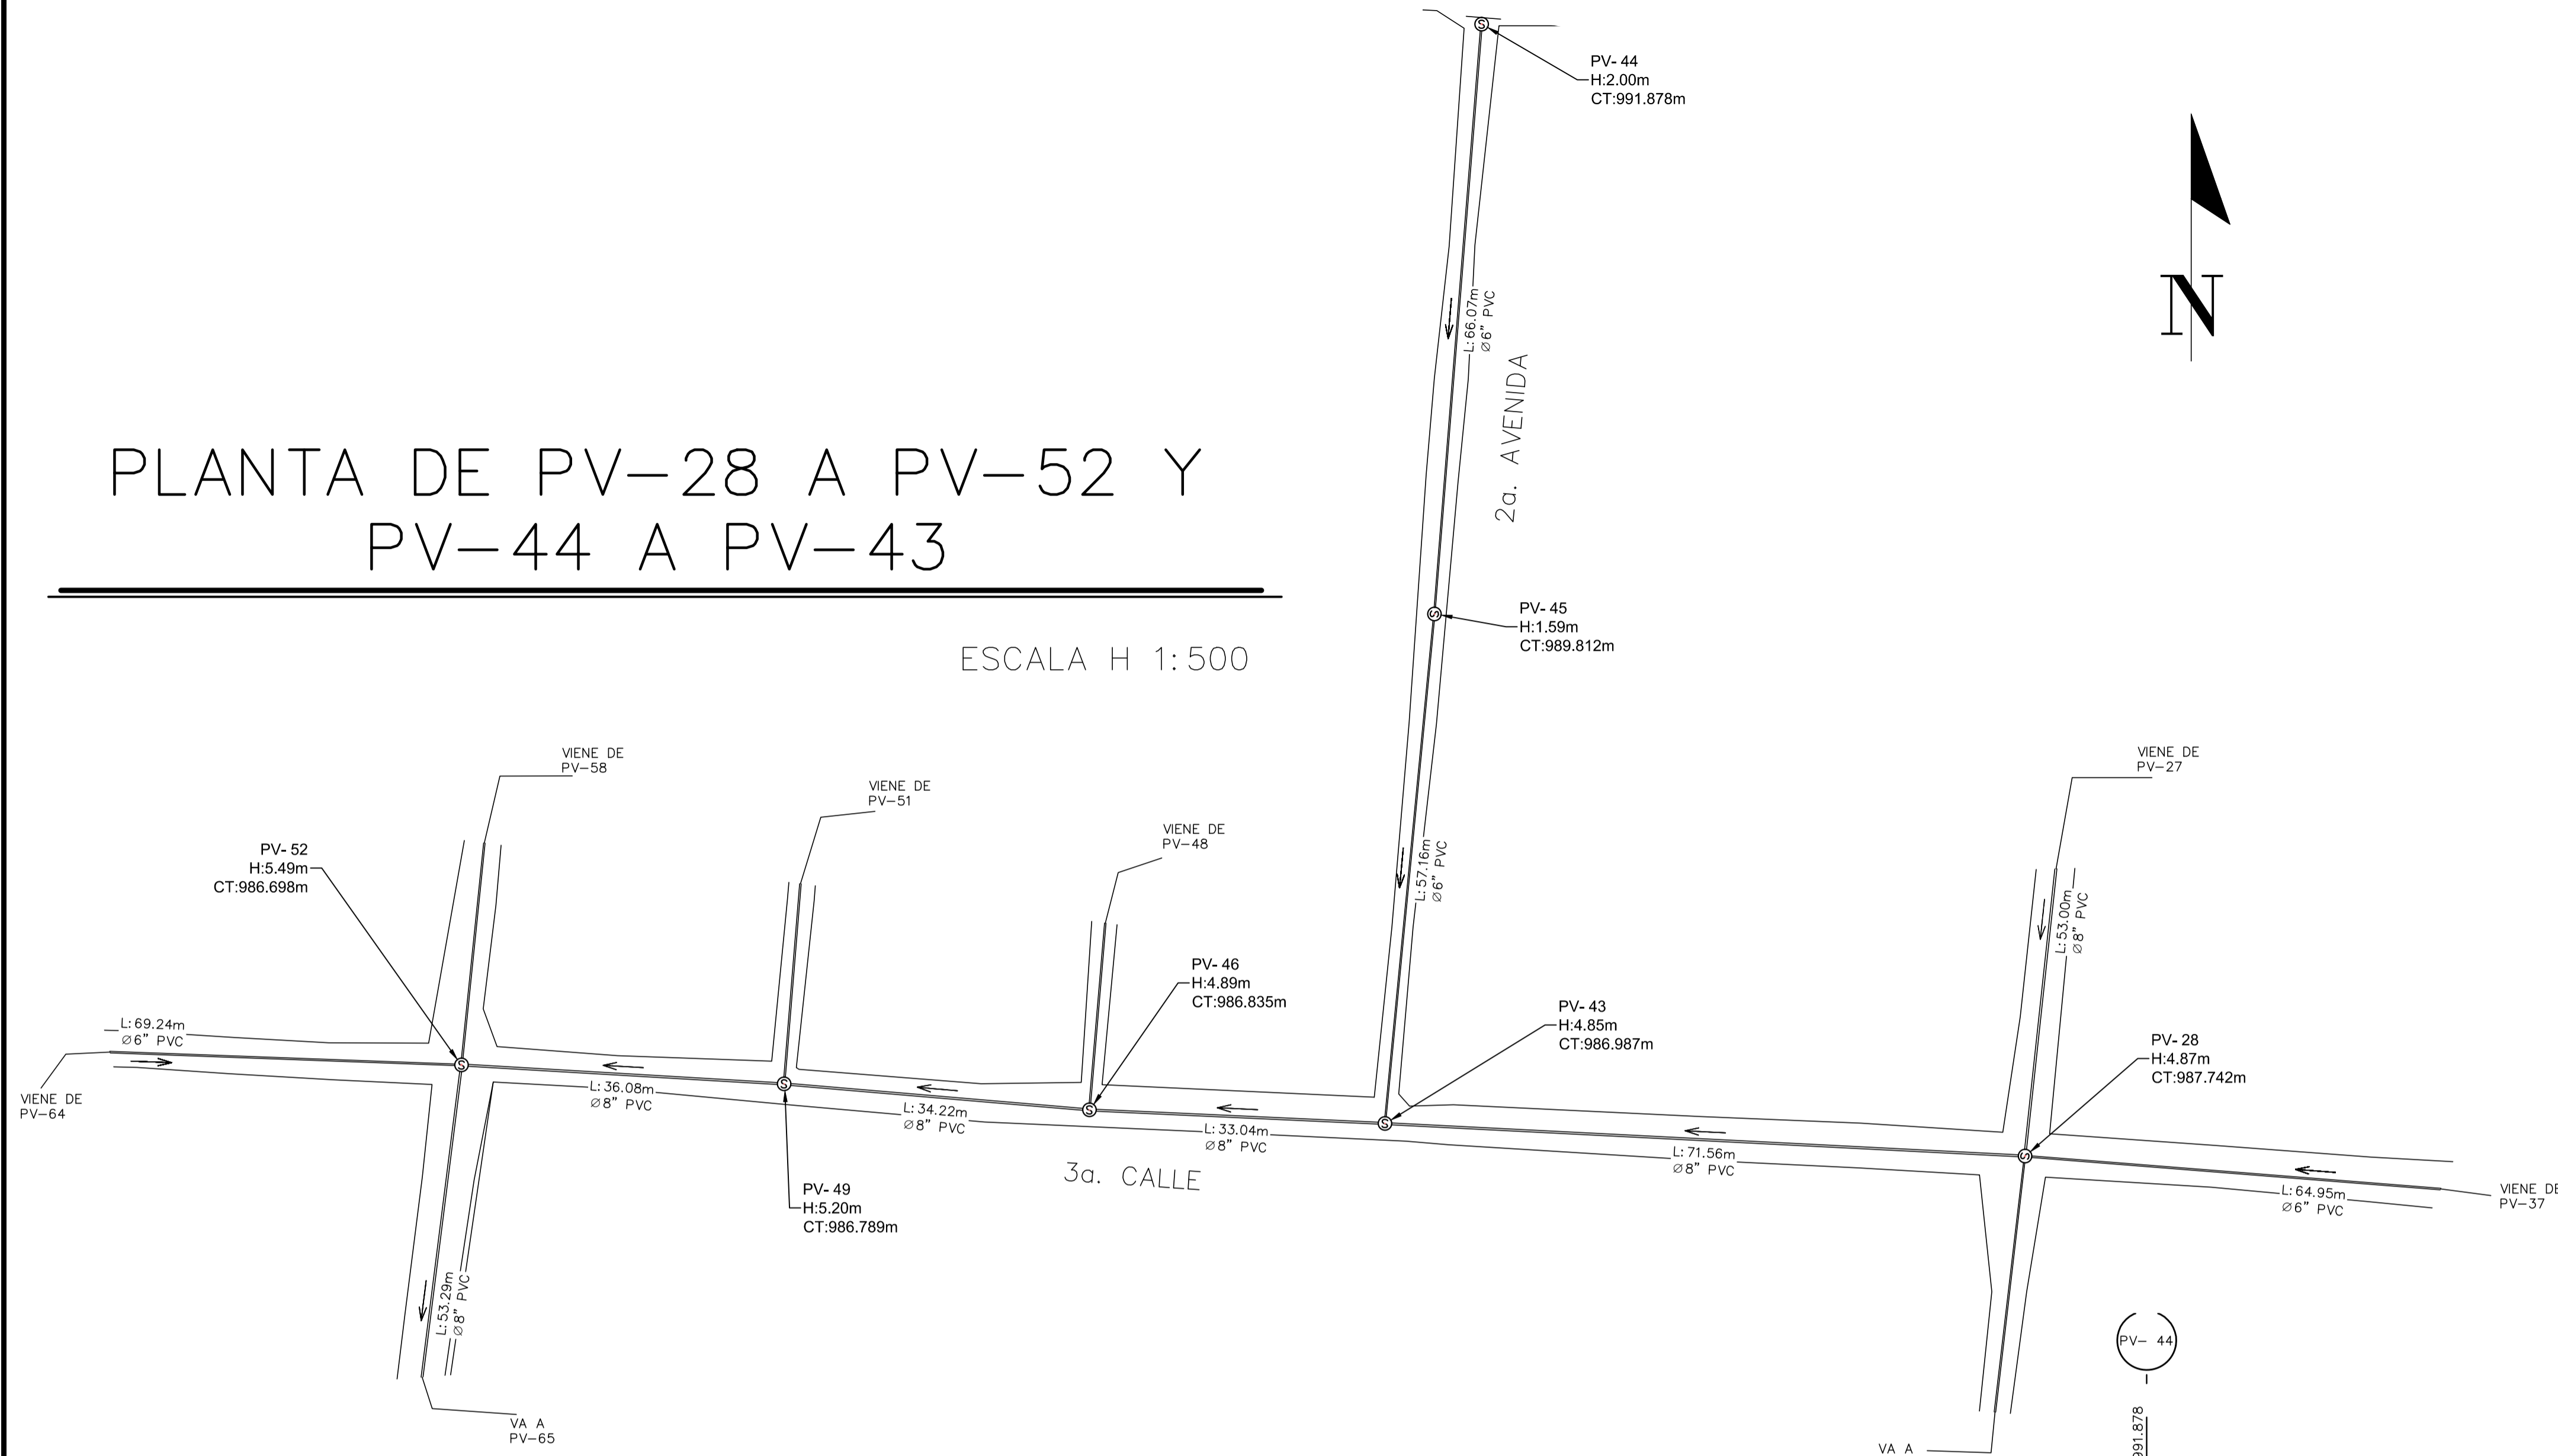 PV- 44
H:2.00m
CT:991.878m
N
L: 66.07m
Ø6" PVC
2a. AVENIDA
PLANTA DE PV-28 A PV-52 Y
PV-44 A PV-43
ESCALA H 1:500
PV- 45
H:1.59m
CT:989.812m
VIENE DE
PV-58
VIENE DE
PV-51
VIENE DE
PV-48
VIENE DE
PV-27
PV- 52
H:5.49m
CT:986.698m
L: 57.16m
Ø6" PVC
L: 53.00m
Ø8" PVC
PV- 46
H:4.89m
CT:986.835m
PV- 43
H:4.85m
CT:986.987m
PV- 28
H:4.87m
CT:987.742m
L: 69.24m
Ø6" PVC
VIENE DE
PV-64
L: 36.08m
Ø8" PVC
L: 34.22m
Ø8" PVC
L: 33.04m
Ø8" PVC
L: 71.56m
Ø8" PVC
L: 64.95m
Ø6" PVC
VIENE DE
PV-37
3a. CALLE
PV- 49
H:5.20m
CT:986.789m
L: 53.29m
Ø8" PVC
VA A
PV-65
PV- 44
991.878
VA A
S
S
S
S
S
S
S